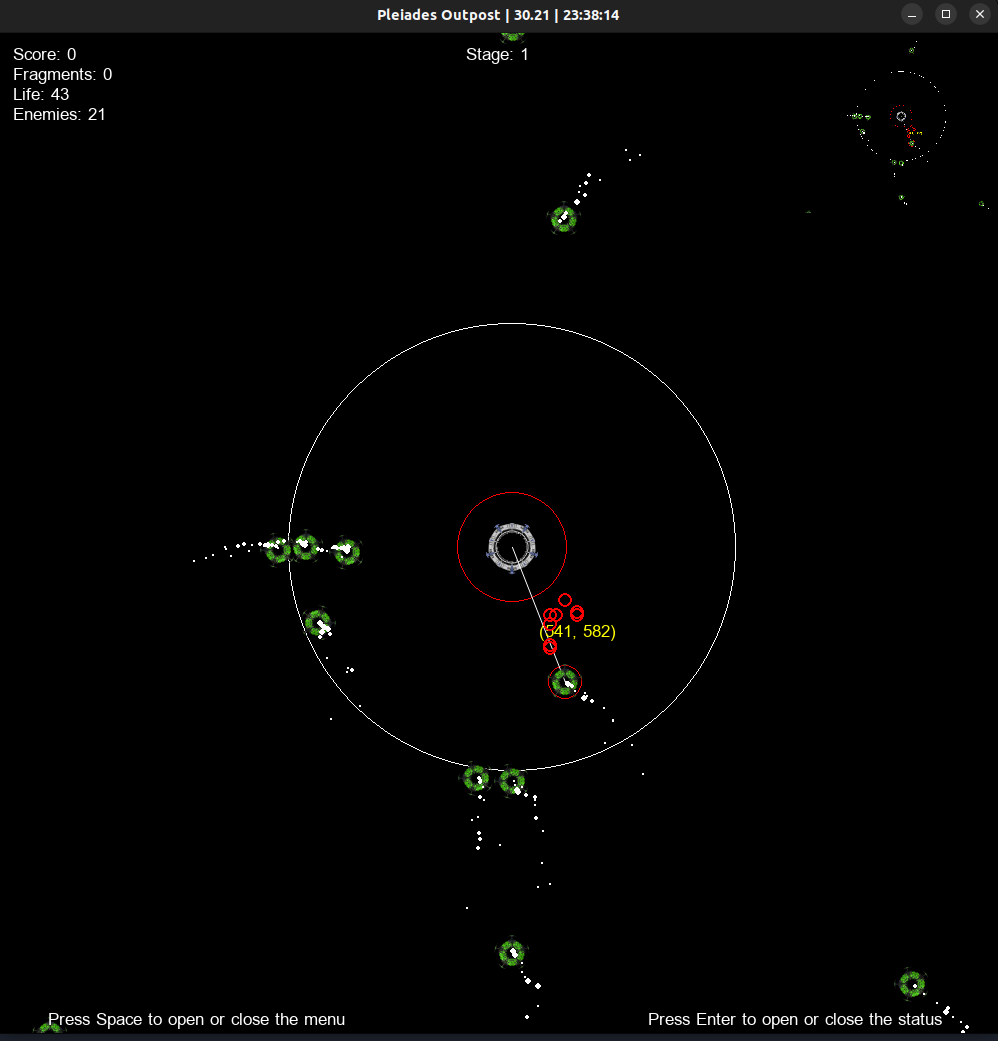 Pleiades Outpost | 30.21 | 23:38:14
Score: 0
Stage: 1
Fragments: 0
Life: 43
Enemies: 21
(541, 582)
Press Space to open or close the menu
Press Enter to open or close the status